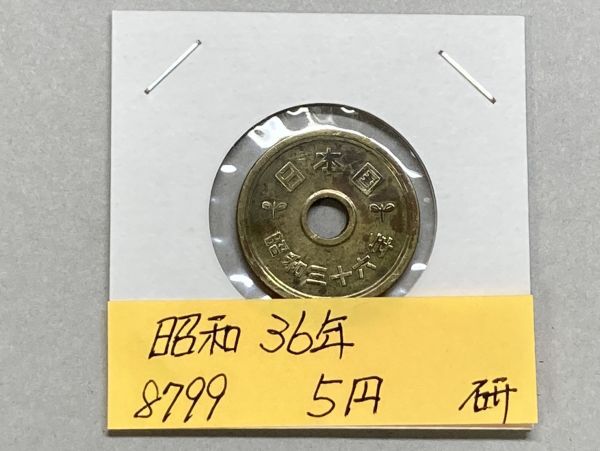 日本国
昭和三十六年
昭和 36年
8799 5円 研